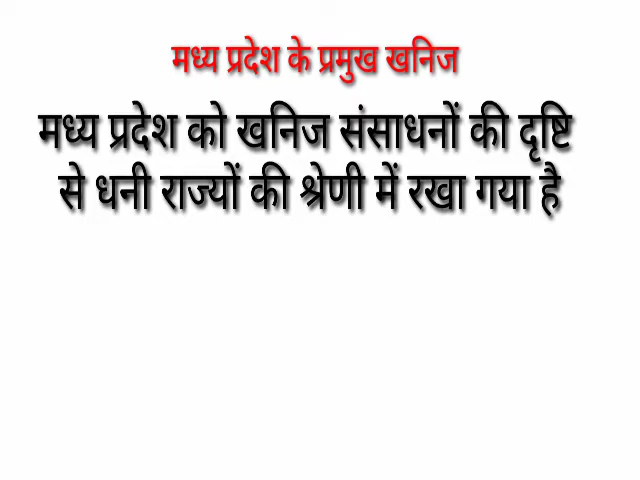 मध्य प्रदेश के प्रमुख खनिज
मध्य प्रदेश को खनिज संसाधनों की दृष्टि
से धनी राज्यों की श्रेणी में रखा गया है